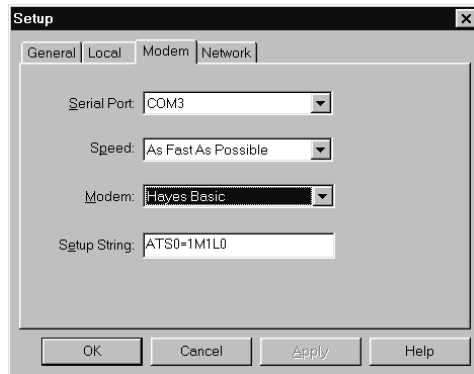 Setup
General Local Modem Network
Serial Port: COM3
Speed: As Fast As Possible
Modem: Hayes Basic
Setup String: ATS0=1M1L0
OK Cancel Apply Help